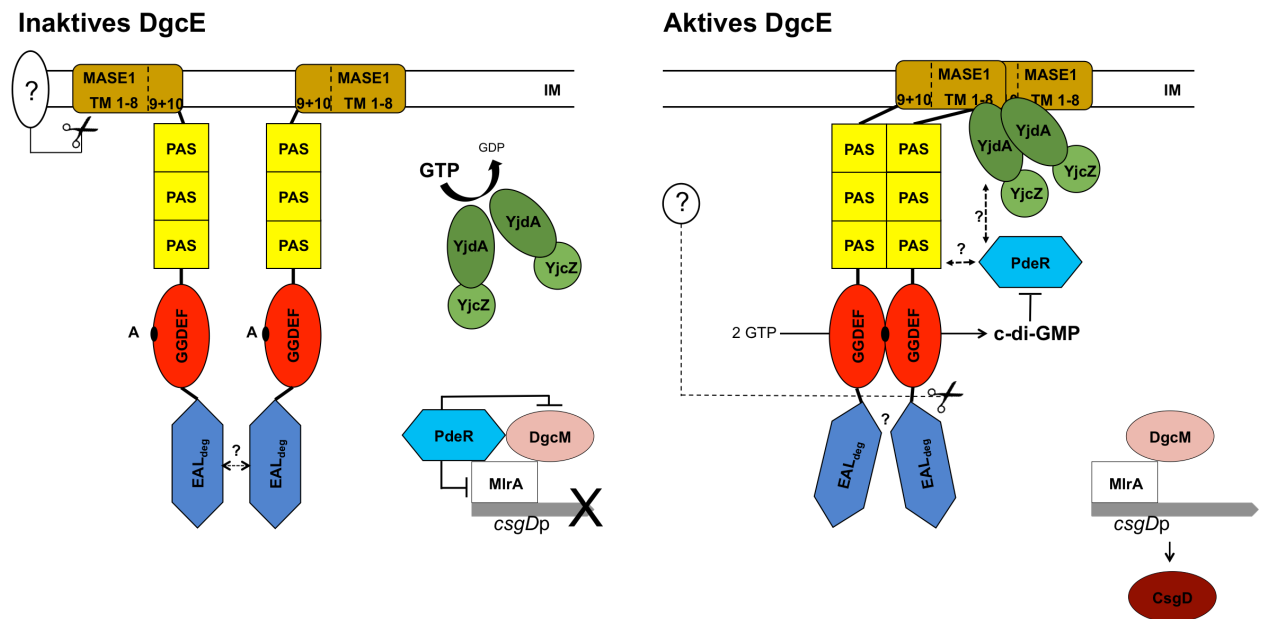 Inaktives DgcE
?
MASE1
TM 1-8
9+10
MASE1
9+10
TM 1-8
IM
PAS
PAS
PAS
PAS
PAS
PAS
A
GGDEF
A
GGDEF
EALdeg
?
EALdeg
GTP
GDP
YjdA
YjdA
YjcZ
YjcZ
PdeR
DgcM
MlrA
X
csgDp
Aktives DgcE
MASE1
MASE1
9+10
TM 1-8
TM 1-8
IM
YjdA
YjdA
YjcZ
YjcZ
PAS
PAS
PAS
PAS
PAS
PAS
?
?
?
PdeR
2 GTP
GGDEF
GGDEF
c-di-GMP
?
EALdeg
EALdeg
DgcM
MlrA
csgDp
CsgD